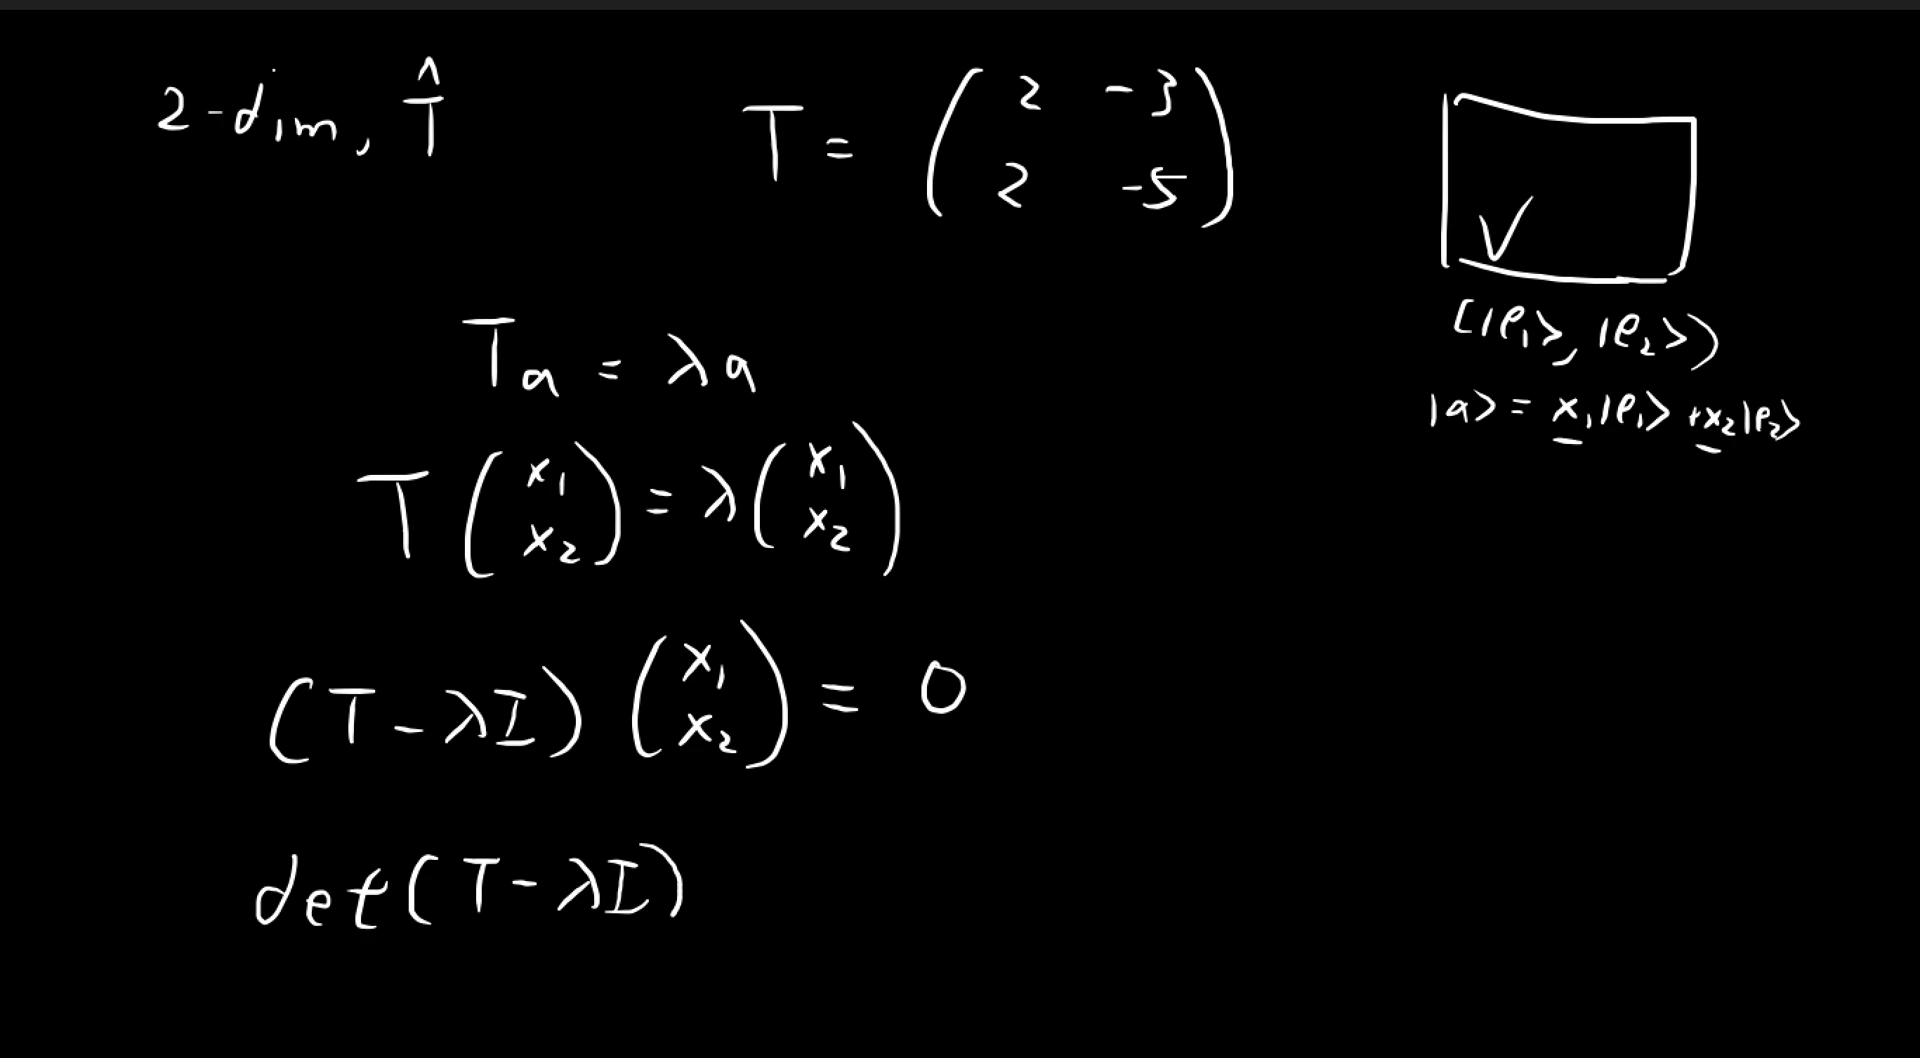 2-dim, T̂
T = ( 2 -3
2 -5 )
V
[|e₁>, |e₂>)
|a> = x₁|e₁> + x₂|e₂>
Ta = λa
T ( x₁
x₂ ) = λ ( x₁
x₂ )
(T - λI) ( x₁
x₂ ) = 0
det(T - λI)